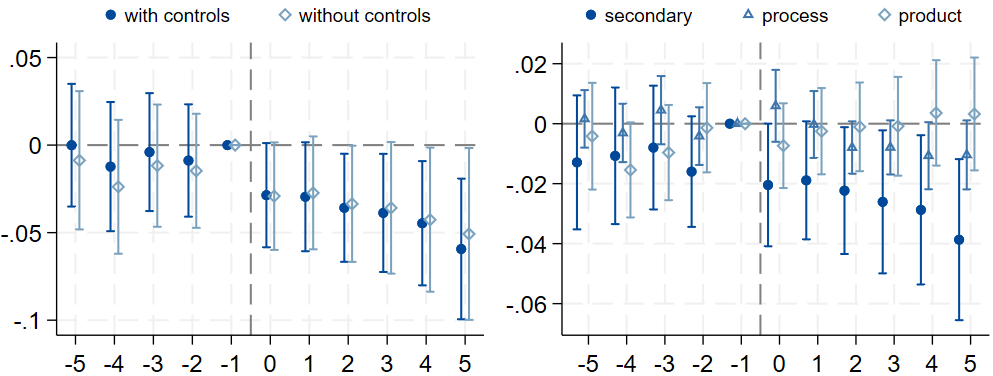 with controls without controls
.05
0
-.05
-.1
-5 -4 -3 -2 -1 0 1 2 3 4 5
secondary process product
.02
0
-.02
-.04
-.06
-5 -4 -3 -2 -1 0 1 2 3 4 5